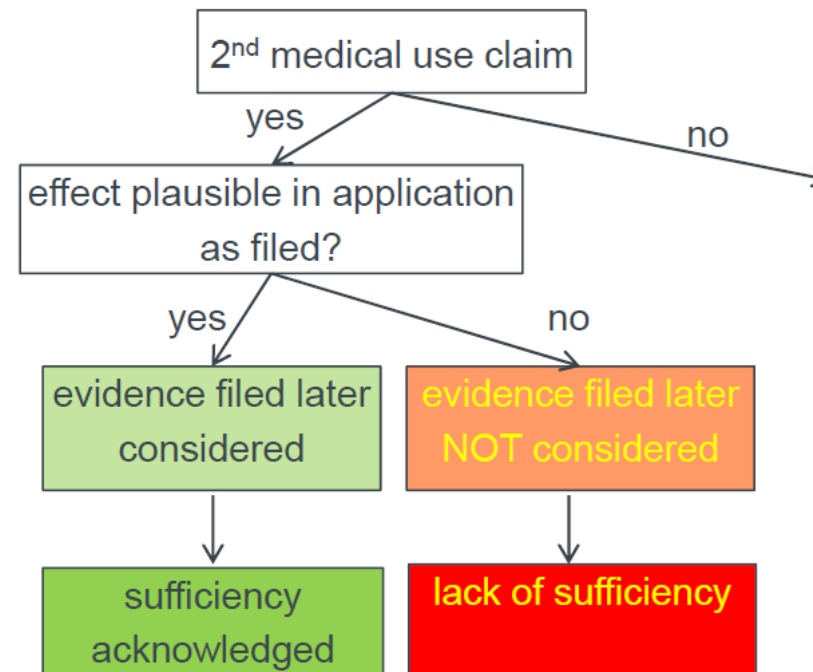 2nd medical use claim
yes
no
effect plausible in application
as filed?
yes
no
evidence filed later
considered
evidence filed later
NOT considered
sufficiency
acknowledged
lack of sufficiency